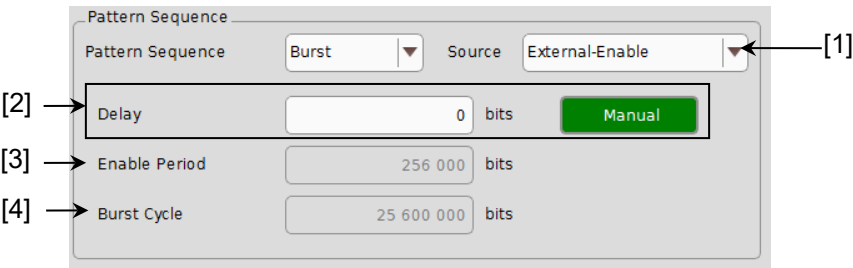 Pattern Sequence
Pattern Sequence Burst Source External-Enable [1]
[2] Delay 0 bits Manual
[3] Enable Period 256 000 bits
[4] Burst Cycle 25 600 000 bits